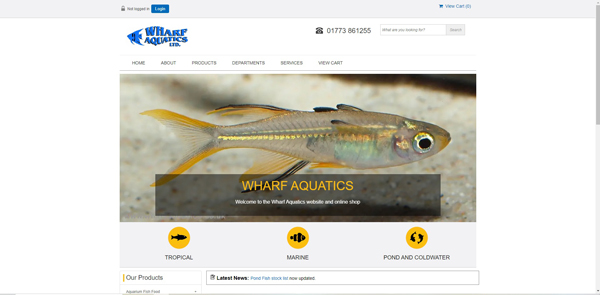 Not logged in Login View Cart (0)
WHARF
AQUATICS
LTD.
01773 861255
What are you looking for? Search
HOME ABOUT PRODUCTS DEPARTMENTS SERVICES VIEW CART
WHARF AQUATICS
Welcome to the Wharf Aquatics website and online shop
TROPICAL MARINE POND AND COLDWATER
Our Products
Latest News: Pond Fish stock list now updated.
Aquarium Fish Food